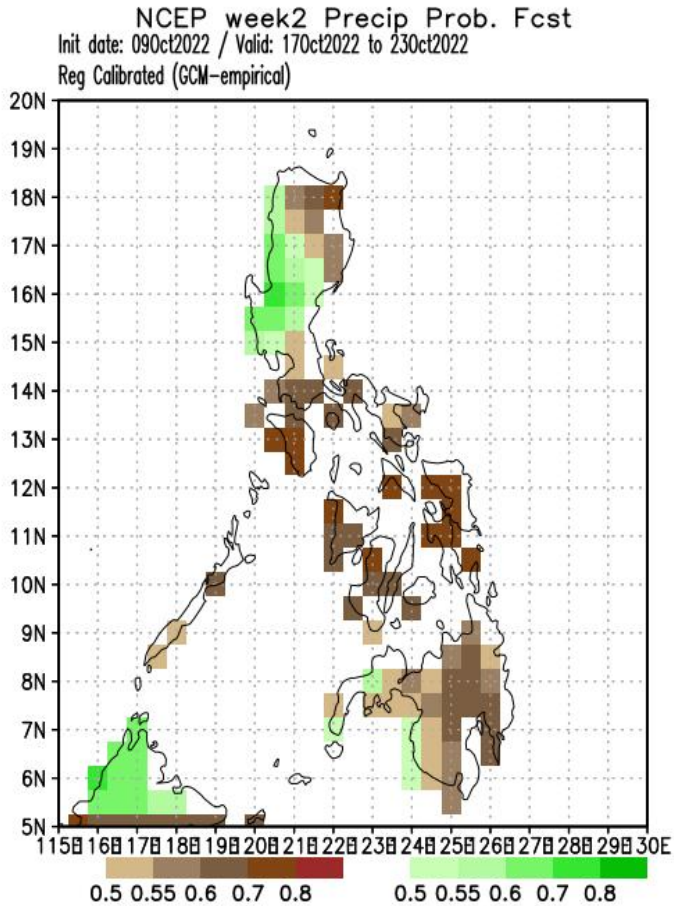 NCEP week2 Precip Prob. Fcst
Init date: 09Oct2022 / Valid: 17Oct2022 to 23Oct2022
Reg Calibrated (GCM-empirical)
20N
19N
18N
17N
16N
15N
14N
13N
12N
11N
10N
9N
8N
7N
6N
5N
115E 116E 117E 118E 119E 120E 121E 122E 123E 124E 125E 126E 127E 128E 129E 130E
0.5 0.55 0.6 0.7 0.8 0.5 0.55 0.6 0.7 0.8